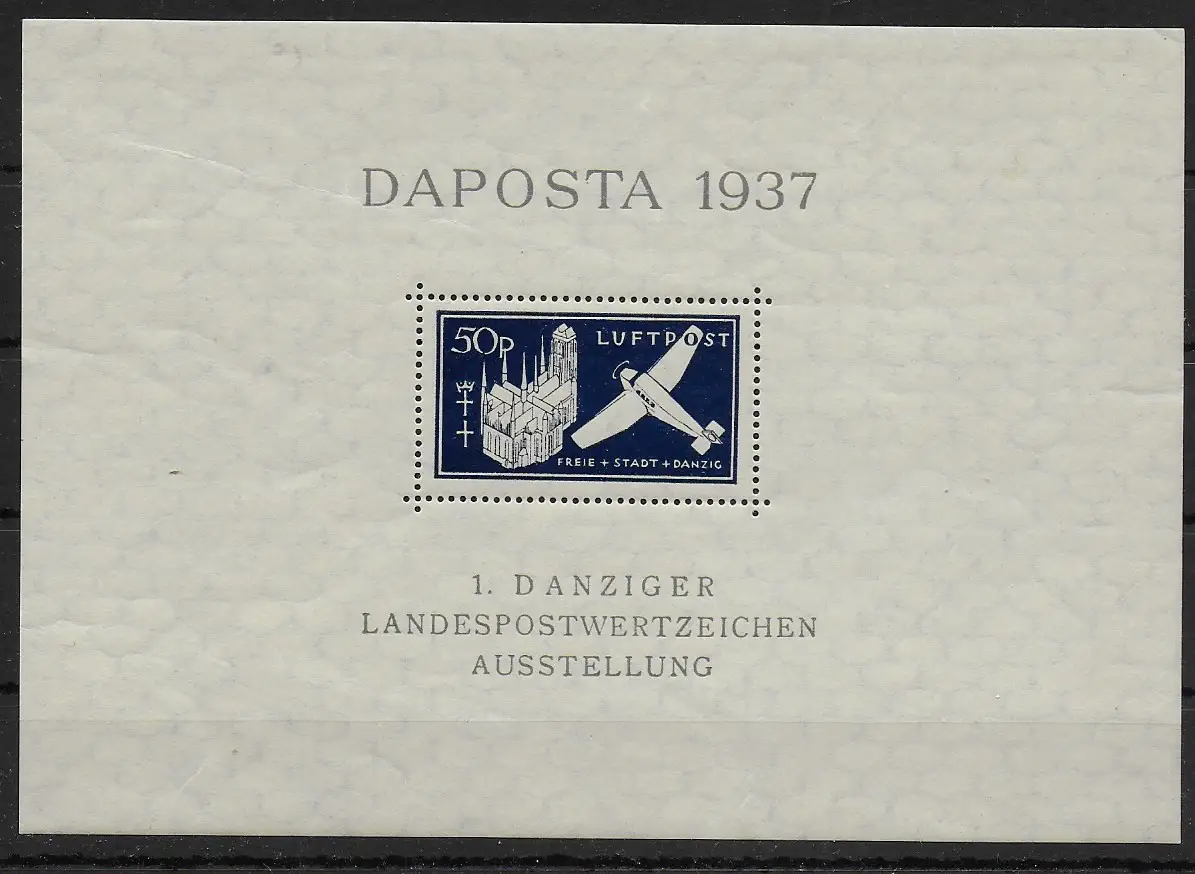 DAPOSTA 1937
50P
LUFTPOST
FREIE + STADT + DANZIG
1. DANZIGER
LANDESPOSTWERTZEICHEN
AUSSTELLUNG